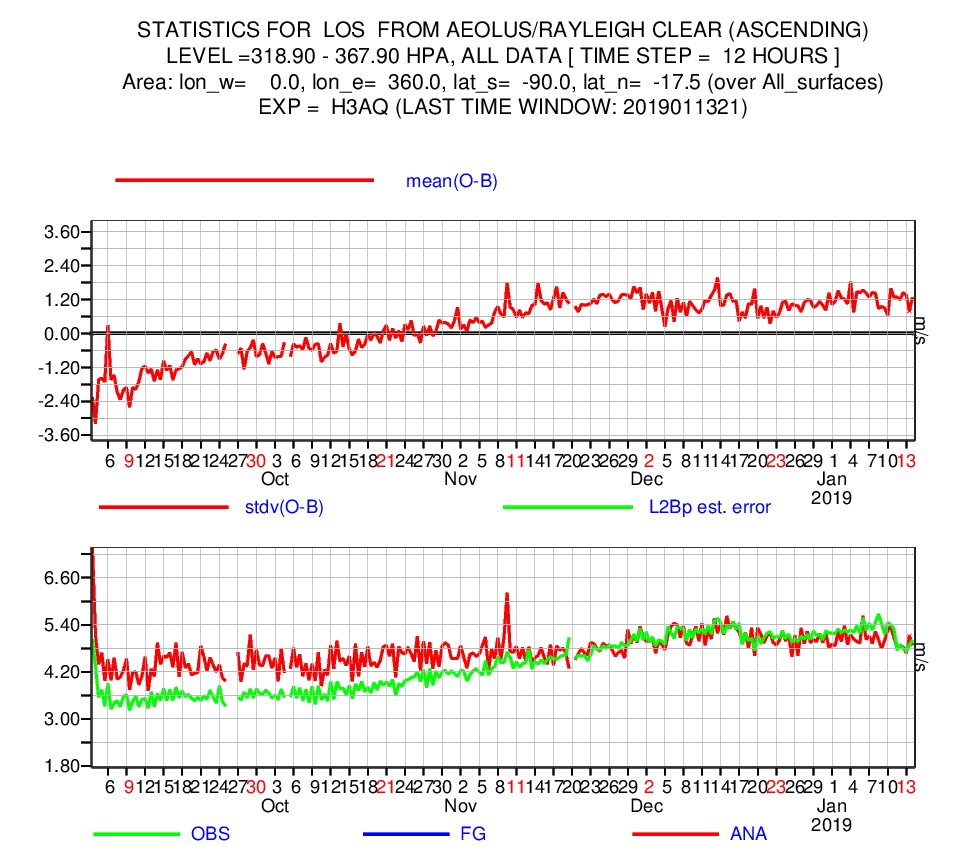 STATISTICS FOR LOS FROM AEOLUS/RAYLEIGH CLEAR (ASCENDING)
LEVEL =318.90 - 367.90 HPA, ALL DATA [ TIME STEP = 12 HOURS ]
Area: lon_w= 0.0, lon_e= 360.0, lat_s= -90.0, lat_n= -17.5 (over All_surfaces)
EXP = H3AQ (LAST TIME WINDOW: 2019011321)
mean(O-B)
3.60
2.40
1.20
0.00
-1.20
-2.40
-3.60
m/s
6 9 12 15 18 21 24 27 30 3 6 9 12 15 18 21 24 27 30 2 5 8 11 14 17 20 23 26 29 2 5 8 11 14 17 20 23 26 29 1 4 7 10 13
Oct Nov Dec Jan
2019
stdv(O-B) L2Bp est. error
6.60
5.40
4.20
3.00
1.80
m/s
6 9 12 15 18 21 24 27 30 3 6 9 12 15 18 21 24 27 30 2 5 8 11 14 17 20 23 26 29 2 5 8 11 14 17 20 23 26 29 1 4 7 10 13
Oct Nov Dec Jan
2019
OBS FG ANA